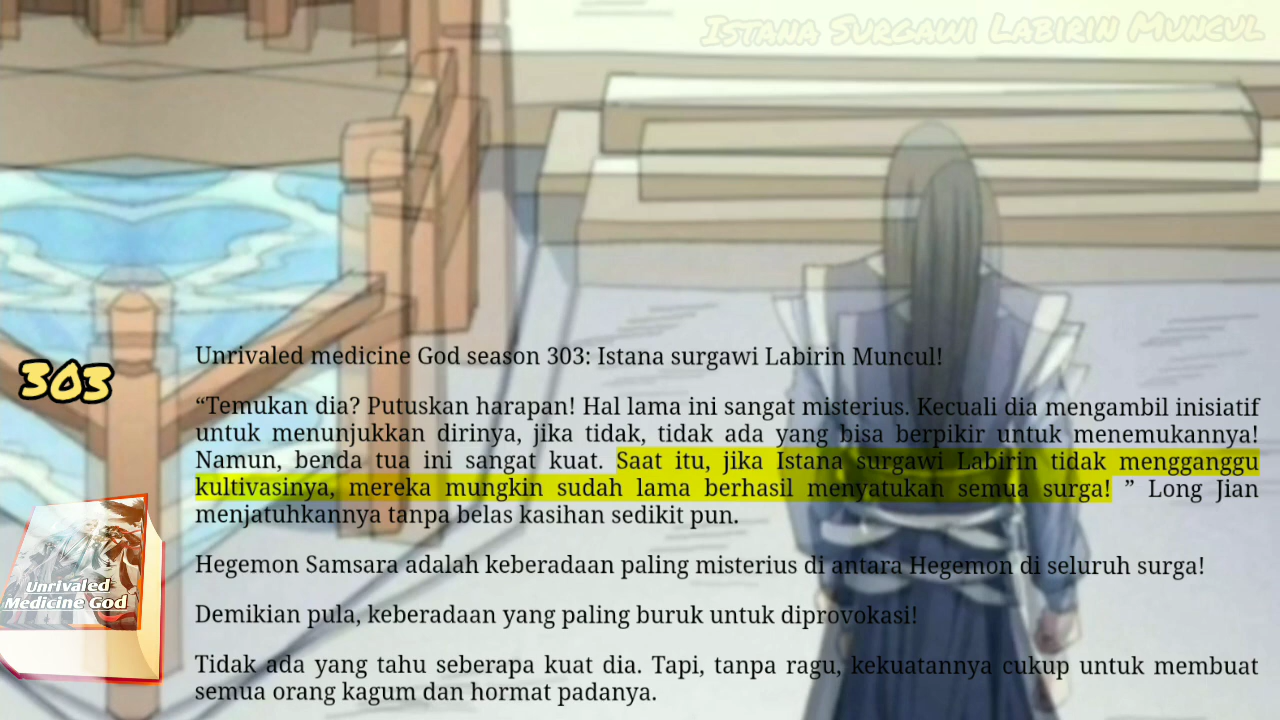 Istana Surgawi Labirin Muncul
303
Unrivaled medicine God season 303: Istana surgawi Labirin Muncul!
“Temukan dia? Putuskan harapan! Hal lama ini sangat misterius. Kecuali dia mengambil inisiatif
untuk menunjukkan dirinya, jika tidak, tidak ada yang bisa berpikir untuk menemukannya!
Namun, benda tua ini sangat kuat. Saat itu, jika Istana surgawi Labirin tidak mengganggu
kultivasinya, mereka mungkin sudah lama berhasil menyatukan semua surga! ” Long Jian
menjatuhkannya tanpa belas kasihan sedikit pun.
Hegemon Samsara adalah keberadaan paling misterius di antara Hegemon di seluruh surga!
Demikian pula, keberadaan yang paling buruk untuk diprovokasi!
Tidak ada yang tahu seberapa kuat dia. Tapi, tanpa ragu, kekuatannya cukup untuk membuat
semua orang kagum dan hormat padanya.
Unrivaled
Medicine God